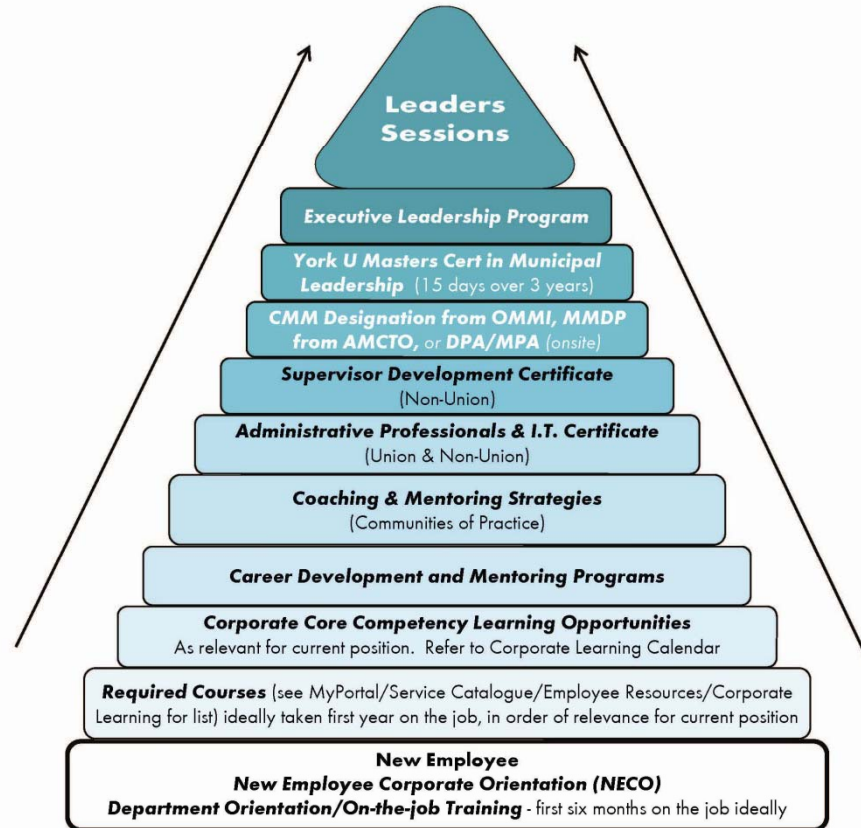 Leaders
Sessions
Executive Leadership Program
York U Masters Cert in Municipal
Leadership (15 days over 3 years)
CMM Designation from OMMI, MMDP
from AMCTO, or DPA/MPA (onsite)
Supervisor Development Certificate
(Non-Union)
Administrative Professionals & I.T. Certificate
(Union & Non-Union)
Coaching & Mentoring Strategies
(Communities of Practice)
Career Development and Mentoring Programs
Corporate Core Competency Learning Opportunities
As relevant for current position. Refer to Corporate Learning Calendar
Required Courses (see MyPortal/Service Catalogue/Employee Resources/Corporate
Learning for list) ideally taken first year on the job, in order of relevance for current position
New Employee
New Employee Corporate Orientation (NECO)
Department Orientation/On-the-job Training - first six months on the job ideally